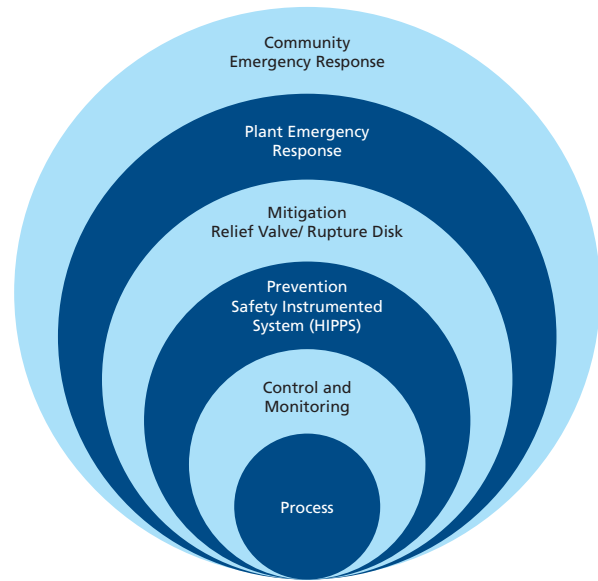 Community
Emergency Response
Plant Emergency
Response
Mitigation
Relief Valve/ Rupture Disk
Prevention
Safety Instrumented
System (HIPPS)
Control and
Monitoring
Process